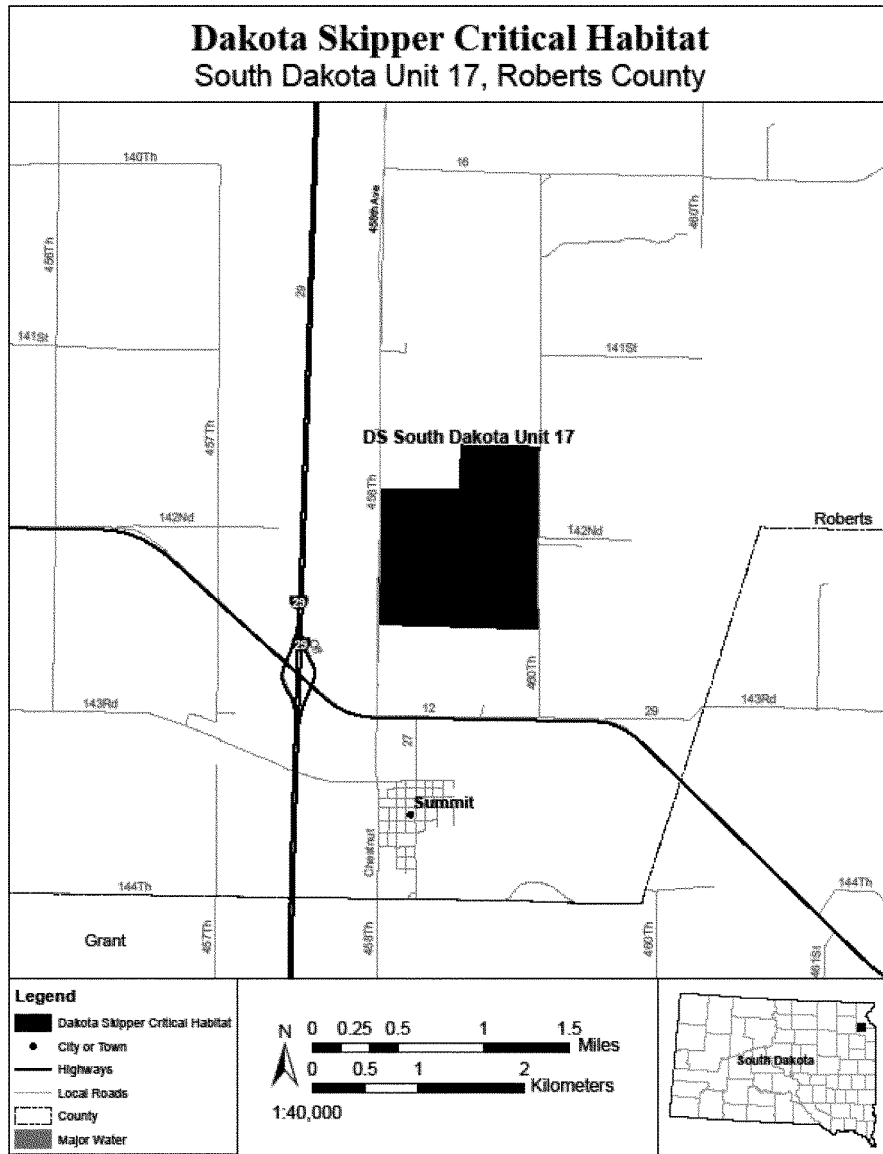 Dakota Skipper Critical Habitat
South Dakota Unit 17, Roberts County
140Th
16
458th Ave
460Th
456Th
29
141St
141St
457Th
DS South Dakota Unit 17
458Th
142Nd
142Nd
Roberts
29
29
460Th
143Rd
12
29
143Rd
27
Summit
Chestnut
144Th
144Th
Grant
457Th
458Th
460Th
461St
Legend
Dakota Skipper Critical Habitat
City or Town
Highways
Local Roads
County
Major Water
N
0 0.25 0.5 1 1.5
Miles
0 0.5 1 2
Kilometers
1:40,000
South Dakota